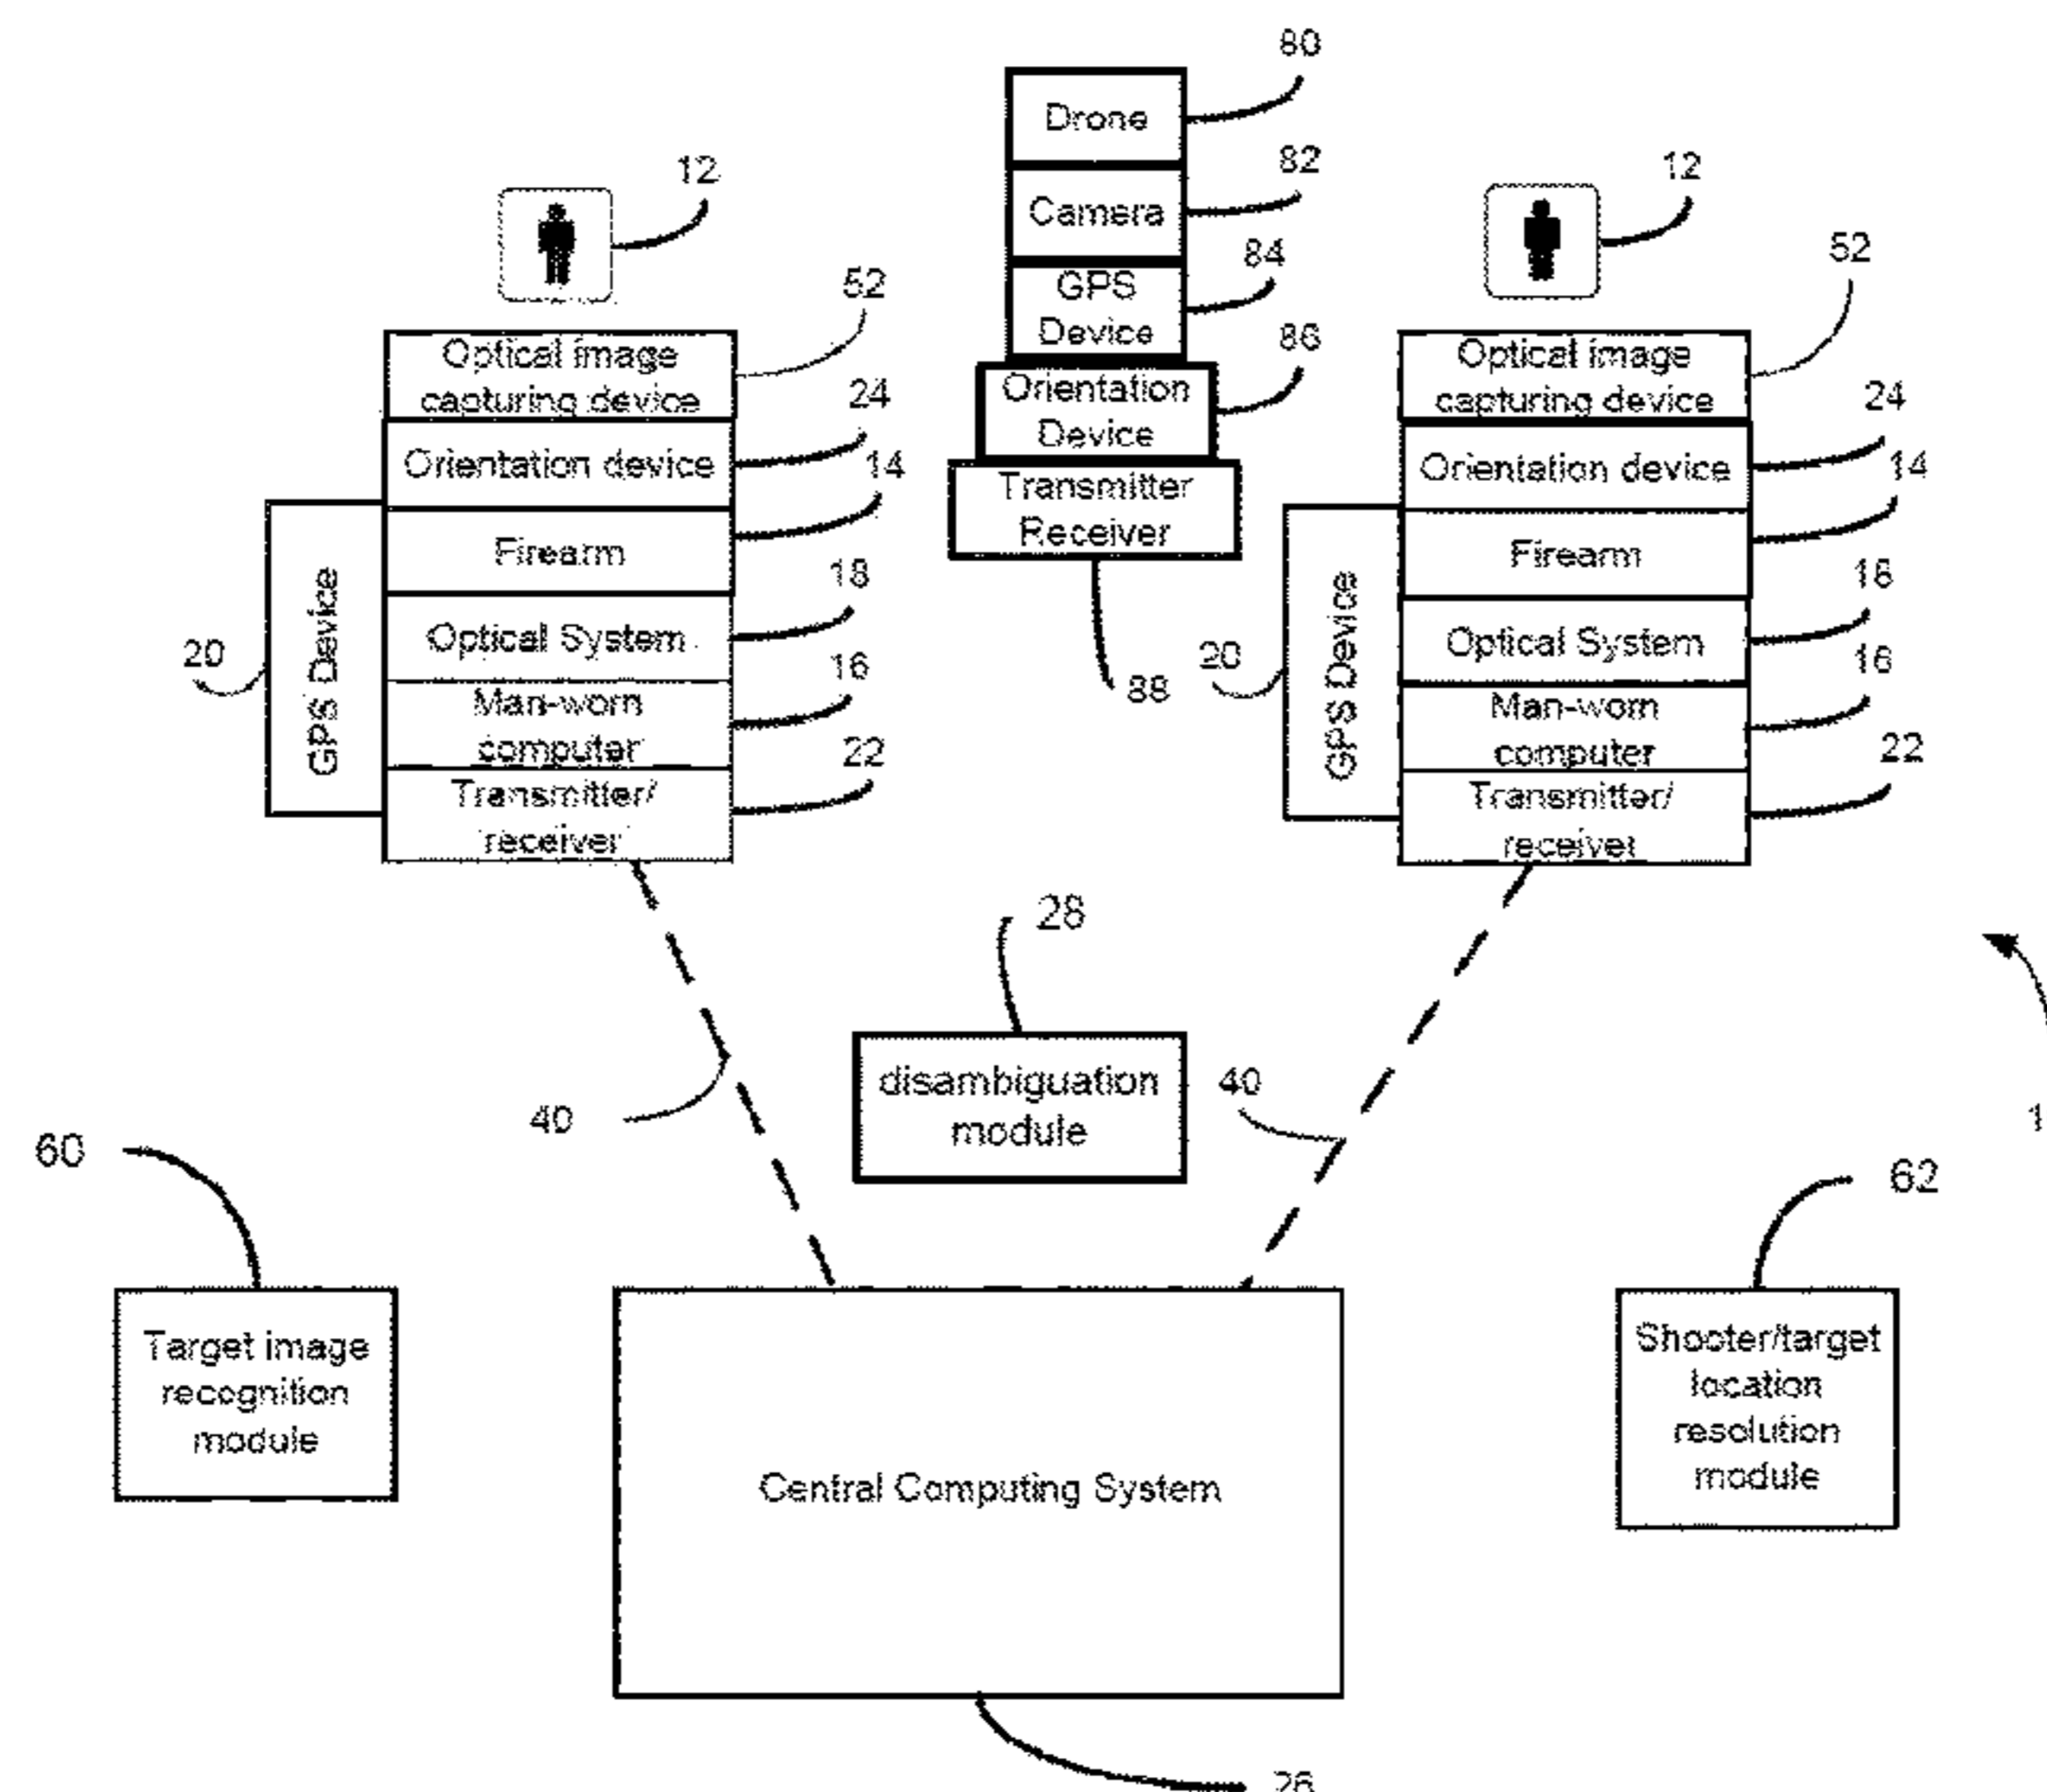 80
Drone
82
Camera
84
GPS
Device
86
Orientation
Device
Transmitter
Receiver
88
12
52
Optical image
capturing device
24
Orientation device
14
Firearm
18
Optical System
16
Man-worn
computer
22
Transmitter/
receiver
20
GPS Device
12
52
Optical image
capturing device
24
Orientation device
14
Firearm
18
Optical System
16
Man-worn
computer
22
Transmitter/
receiver
20
GPS Device
28
disambiguation
module
40
40
1
60
Target image
recognition
module
62
Shooter/target
location
resolution
module
Central Computing System
26